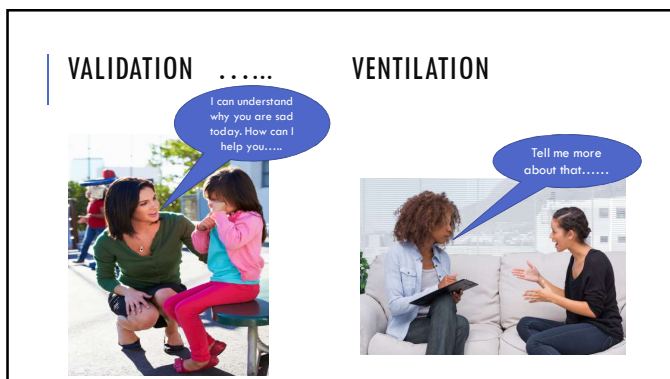 VALIDATION ......
VENTILATION
I can understand
why you are sad
today. How can I
help you.....
Tell me more
about that......